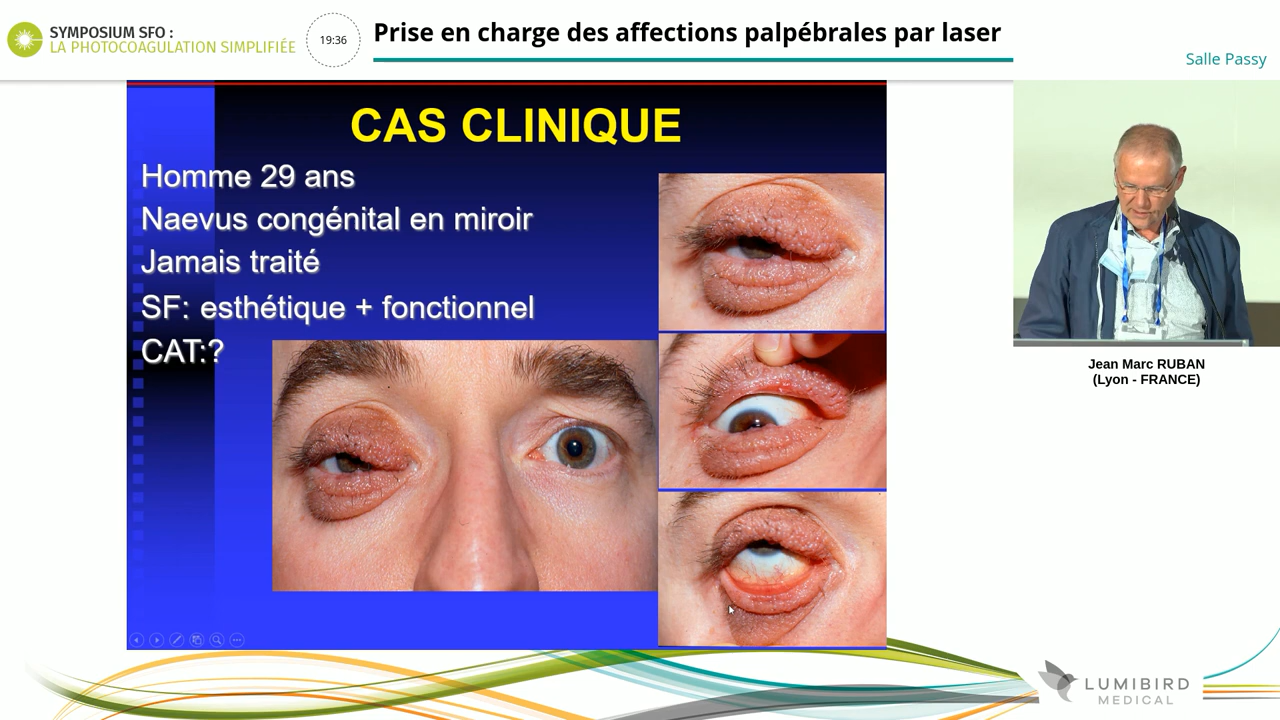 SYMPOSIUM SFO :
LA PHOTOCOAGULATION SIMPLIFIÉE
19:36
Prise en charge des affections palpébrales par laser
Salle Passy
CAS CLINIQUE
Homme 29 ans
Naevus congénital en miroir
Jamais traité
SF: esthétique + fonctionnel
CAT:?
Jean Marc RUBAN
(Lyon - FRANCE)
LUMIBIRD
MEDICAL